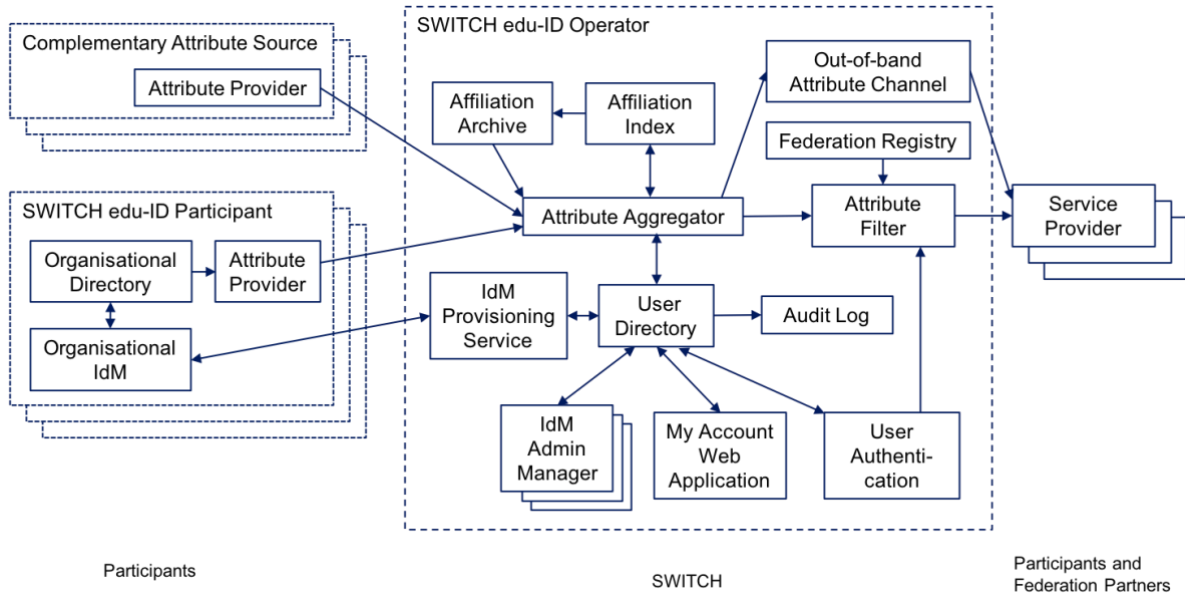 Complementary Attribute Source
Attribute Provider
SWITCH edu-ID Participant
Organisational
Directory
Attribute
Provider
Organisational
IdM
SWITCH edu-ID Operator
Affiliation
Archive
Affiliation
Index
Out-of-band
Attribute Channel
Federation Registry
Attribute Aggregator
Attribute
Filter
Service
Provider
IdM
Provisioning
Service
User
Directory
Audit Log
IdM
Admin
Manager
My Account
Web
Application
User
Authenti-
cation
Participants
SWITCH
Participants and
Federation Partners